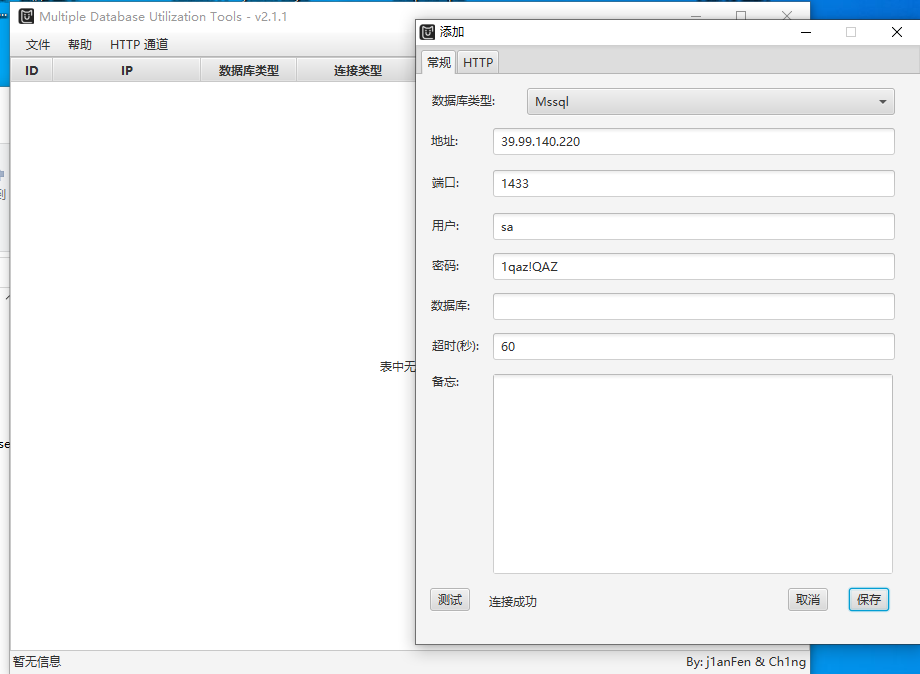 Multiple Database Utilization Tools - v2.1.1
文件 帮助 HTTP 通道
ID IP 数据库类型 连接类型
表中无
暂无信息
By: j1anFen & Ch1ng
添加
常规 HTTP
数据库类型: Mssql
地址: 39.99.140.220
端口: 1433
用户: sa
密码: 1qaz!QAZ
数据库:
超时(秒): 60
备忘:
测试 连接成功 取消 保存
到
se